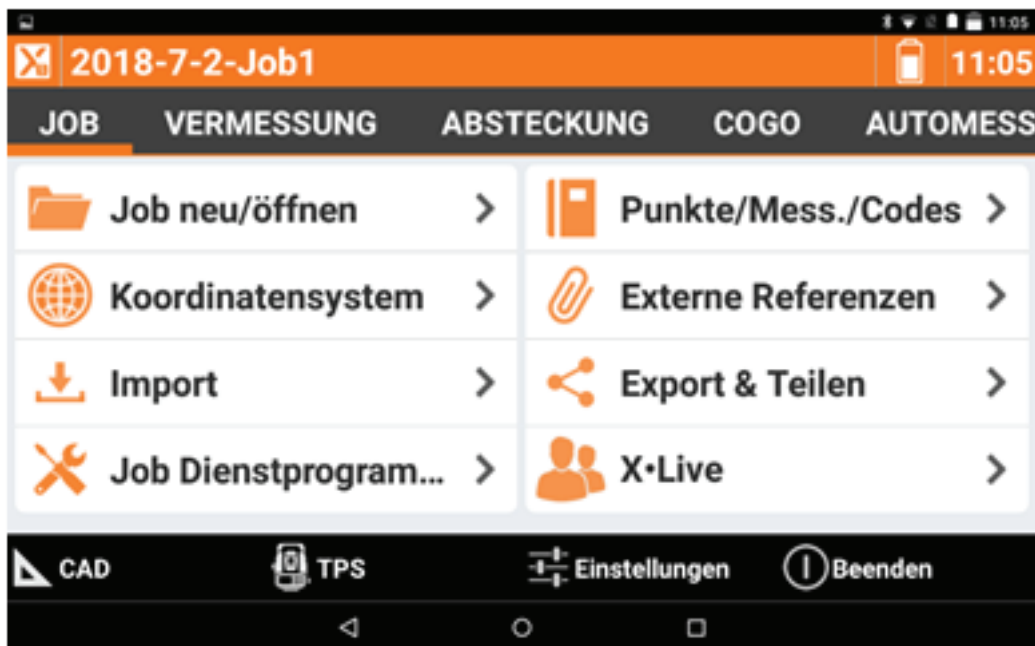 11:05
2018-7-2-Job1 11:05
JOB VERMESSUNG ABSTECKUNG COGO AUTOMESS
Job neu/öffnen
Punkte/Mess./Codes
Koordinatensystem
Externe Referenzen
Import
Export & Teilen
Job Dienstprogram...
X•Live
CAD TPS Einstellungen Beenden